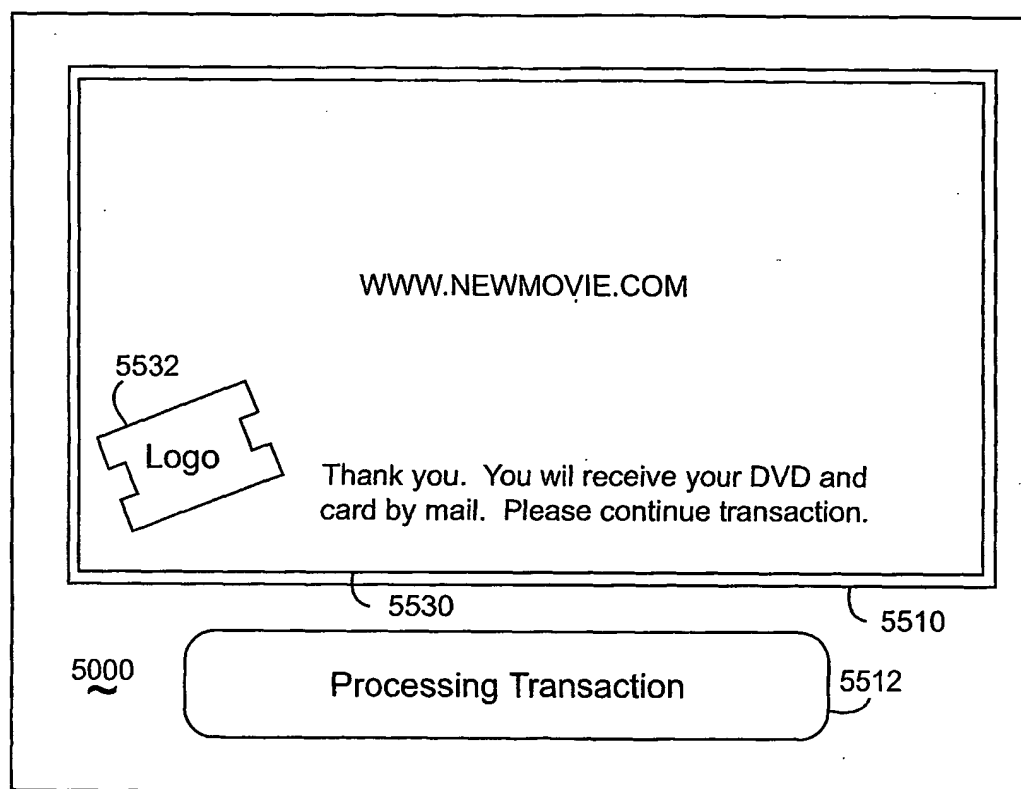 WWW.NEWMOVIE.COM
5532
Logo
Thank you. You wil receive your DVD and
card by mail. Please continue transaction.
5530
5510
5000
Processing Transaction
5512